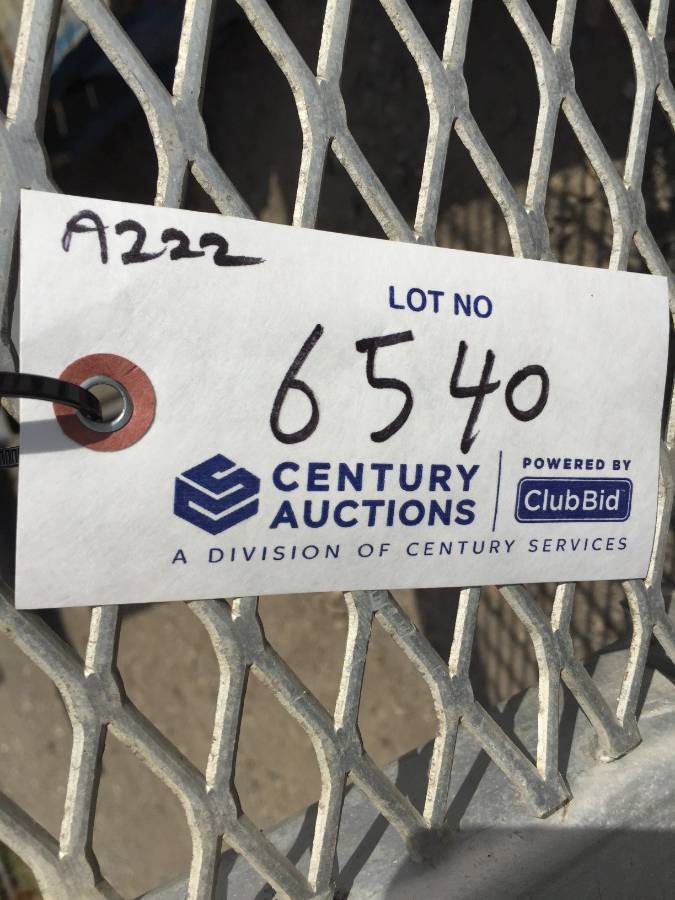 A222
LOT NO
6540
CENTURY
AUCTIONS
POWERED BY
ClubBid
A DIVISION OF CENTURY SERVICES